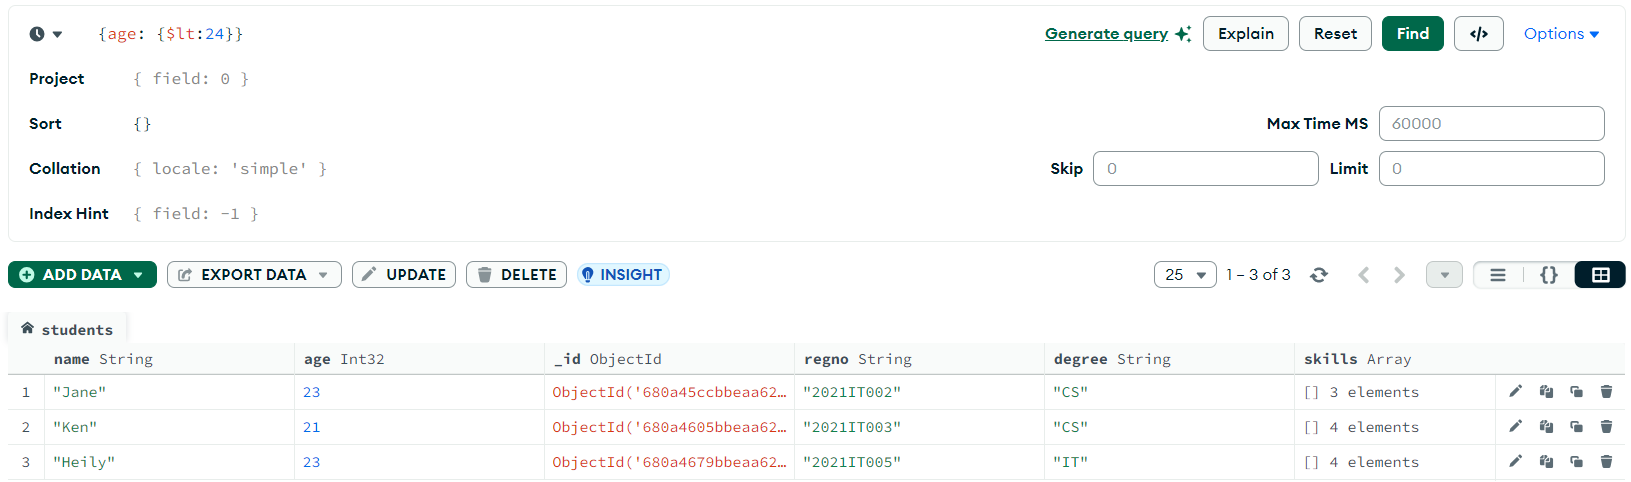 {age: {$lt:24}} Generate query Explain Reset Find </> Options
Project { field: 0 }
Sort {} Max Time MS 60000
Collation { locale: 'simple' } Skip 0 Limit 0
Index Hint { field: -1 }
ADD DATA EXPORT DATA UPDATE DELETE INSIGHT 25 1 – 3 of 3 {}
students
name String age Int32 _id ObjectId regno String degree String skills Array
1 "Jane" 23 ObjectId('680a45ccbbeaa62… "2021IT002" "CS" [] 3 elements
2 "Ken" 21 ObjectId('680a4605bbeaa62… "2021IT003" "CS" [] 4 elements
3 "Heily" 23 ObjectId('680a4679bbeaa62… "2021IT005" "IT" [] 4 elements